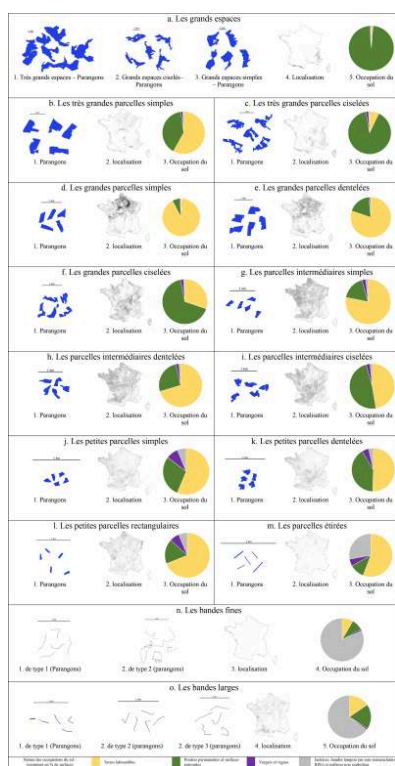 a. Les grands espaces
1. Très grands espaces – Parangons
2. Grands espaces ciselés– Parangons
3. Grands espaces simples – Parangons
4. Localisation
5. Occupation du sol
b. Les très grandes parcelles simples
c. Les très grandes parcelles ciselées
1. Parangons
2. localisation
3. Occupation du sol
1. Parangons
2. localisation
3. Occupation du sol
d. Les grandes parcelles simples
e. Les grandes parcelles dentelées
1. Parangons
2. localisation
3. Occupation du sol
1. Parangons
2. localisation
3. Occupation du sol
f. Les grandes parcelles ciselées
g. Les parcelles intermédiaires simples
1. Parangons
2. localisation
3. Occupation du sol
1. Parangons
2. localisation
3. Occupation du sol
h. Les parcelles intermédiaires dentelées
i. Les parcelles intermédiaires ciselées
1. Parangons
2. localisation
3. Occupation du sol
1. Parangons
2. localisation
3. Occupation du sol
j. Les petites parcelles simples
k. Les petites parcelles dentelées
1. Parangons
2. localisation
3. Occupation du sol
1. Parangons
2. localisation
3. Occupation du sol
l. Les petites parcelles rectangulaires
m. Les parcelles étirées
1. Parangons
2. localisation
3. Occupation du sol
1. Parangons
2. localisation
3. Occupation du sol
n. Les bandes fines
1. de type 1 (Parangons)
2. de type 2 (parangons)
3. localisation
4. Occupation du sol
o. Les bandes larges
1. de type 1 (Parangons)
2. de type 2 (parangons)
3. de type 3 (parangons)
4. localisation
5. Occupation du sol
Terres labourables
Vergers et vignes